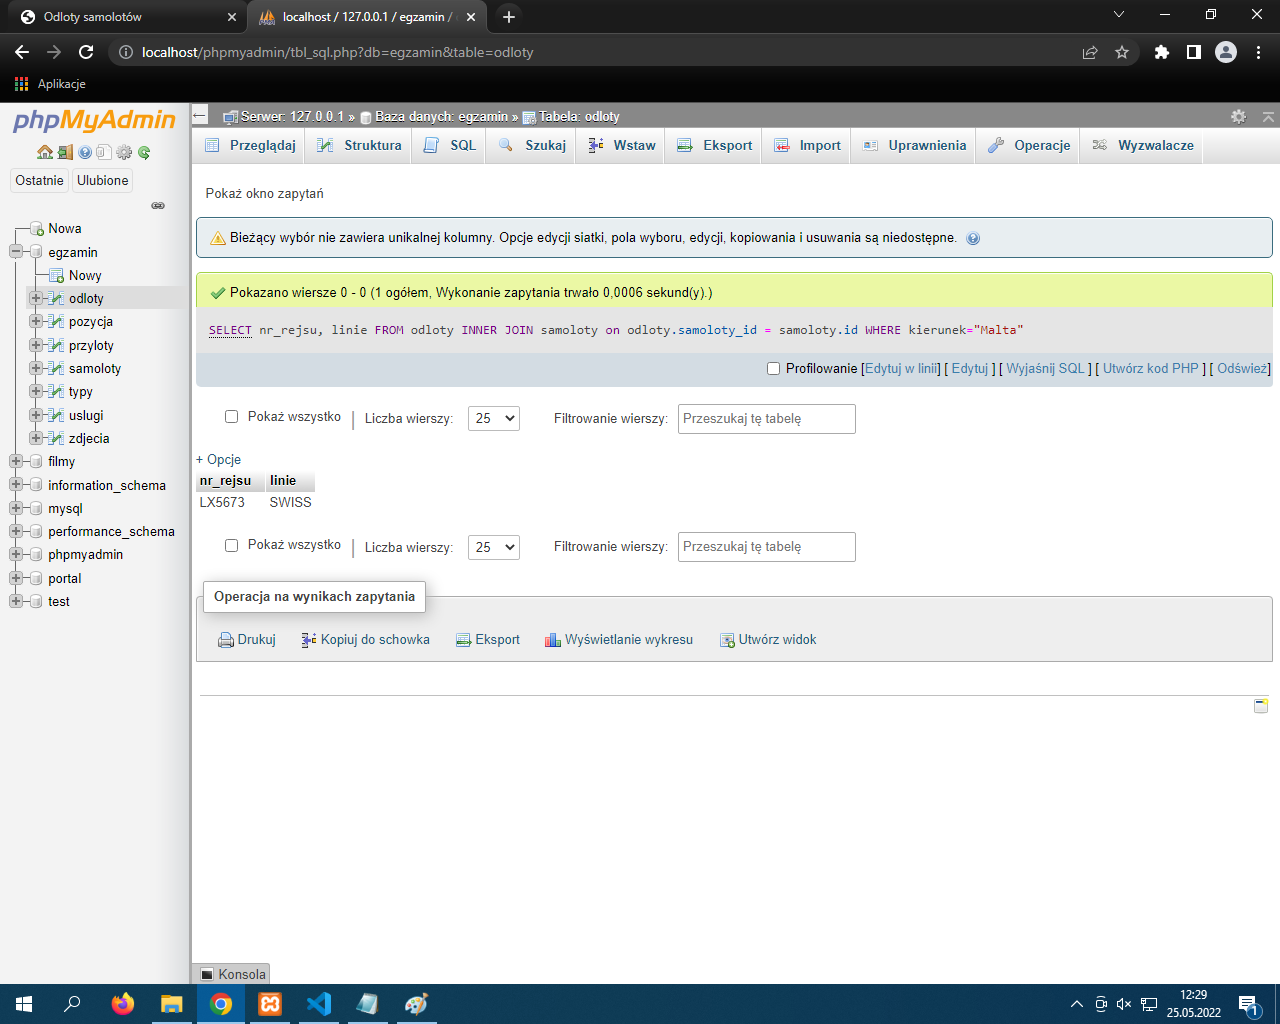 Odloty samolotów
localhost / 127.0.0.1 / egzamin /
localhost/phpmyadmin/tbl_sql.php?db=egzamin&table=odloty
Aplikacje
phpMyAdmin
Ostatnie
Ulubione
Nowa
egzamin
Nowy
odloty
pozycja
przyloty
samoloty
typy
uslugi
zdjecia
filmy
information_schema
mysql
performance_schema
phpmyadmin
portal
test
Serwer: 127.0.0.1 » Baza danych: egzamin » Tabela: odloty
Przeglądaj Struktura SQL Szukaj Wstaw Eksport Import Uprawnienia Operacje Wyzwalacze
Pokaż okno zapytań
Bieżący wybór nie zawiera unikalnej kolumny. Opcje edycji siatki, pola wyboru, edycji, kopiowania i usuwania są niedostępne.
Pokazano wiersze 0 - 0 (1 ogółem, Wykonanie zapytania trwało 0,0006 sekund(y).)
SELECT nr_rejsu, linie FROM odloty INNER JOIN samoloty on odloty.samoloty_id = samoloty.id WHERE kierunek="Malta"
Profilowanie [Edytuj w linii] [ Edytuj ] [ Wyjaśnij SQL ] [ Utwórz kod PHP ] [ Odśwież]
Pokaż wszystko | Liczba wierszy: 25 Filtrowanie wierszy: Przeszukaj tę tabelę
+ Opcje
nr_rejsu linie
LX5673 SWISS
Pokaż wszystko | Liczba wierszy: 25 Filtrowanie wierszy: Przeszukaj tę tabelę
Operacja na wynikach zapytania
Drukuj Kopiuj do schowka Eksport Wyświetlanie wykresu Utwórz widok
Konsola
12:29
25.05.2022
1